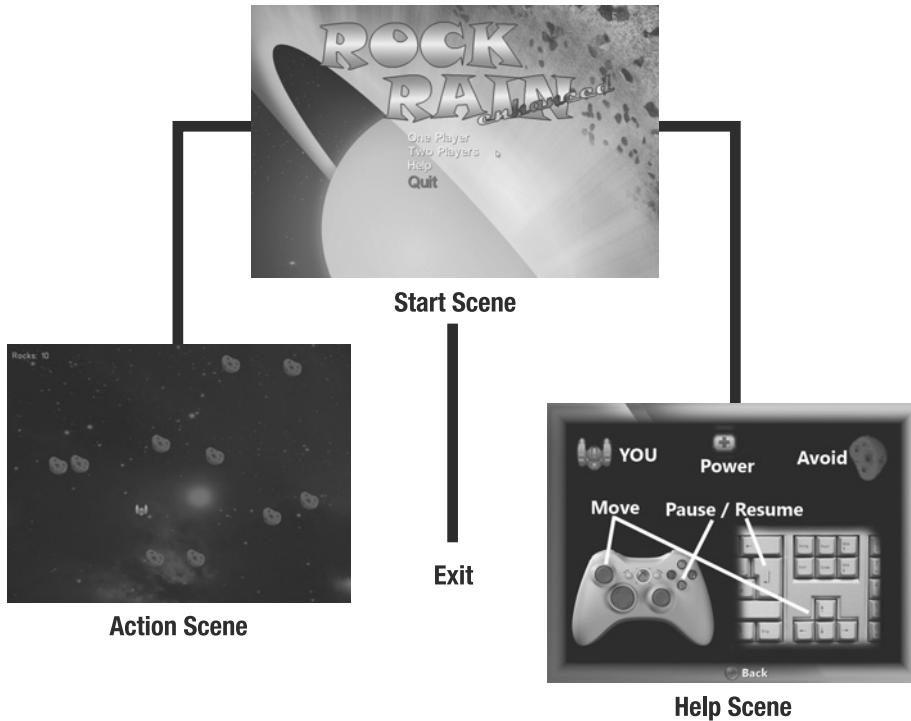 ROCK
RAIN
enhanced
One Player
Two Players
Help
Quit
Start Scene
Rocks: 10
Action Scene
Exit
YOU
Power
Avoid
Move
Pause / Resume
Back
Help Scene